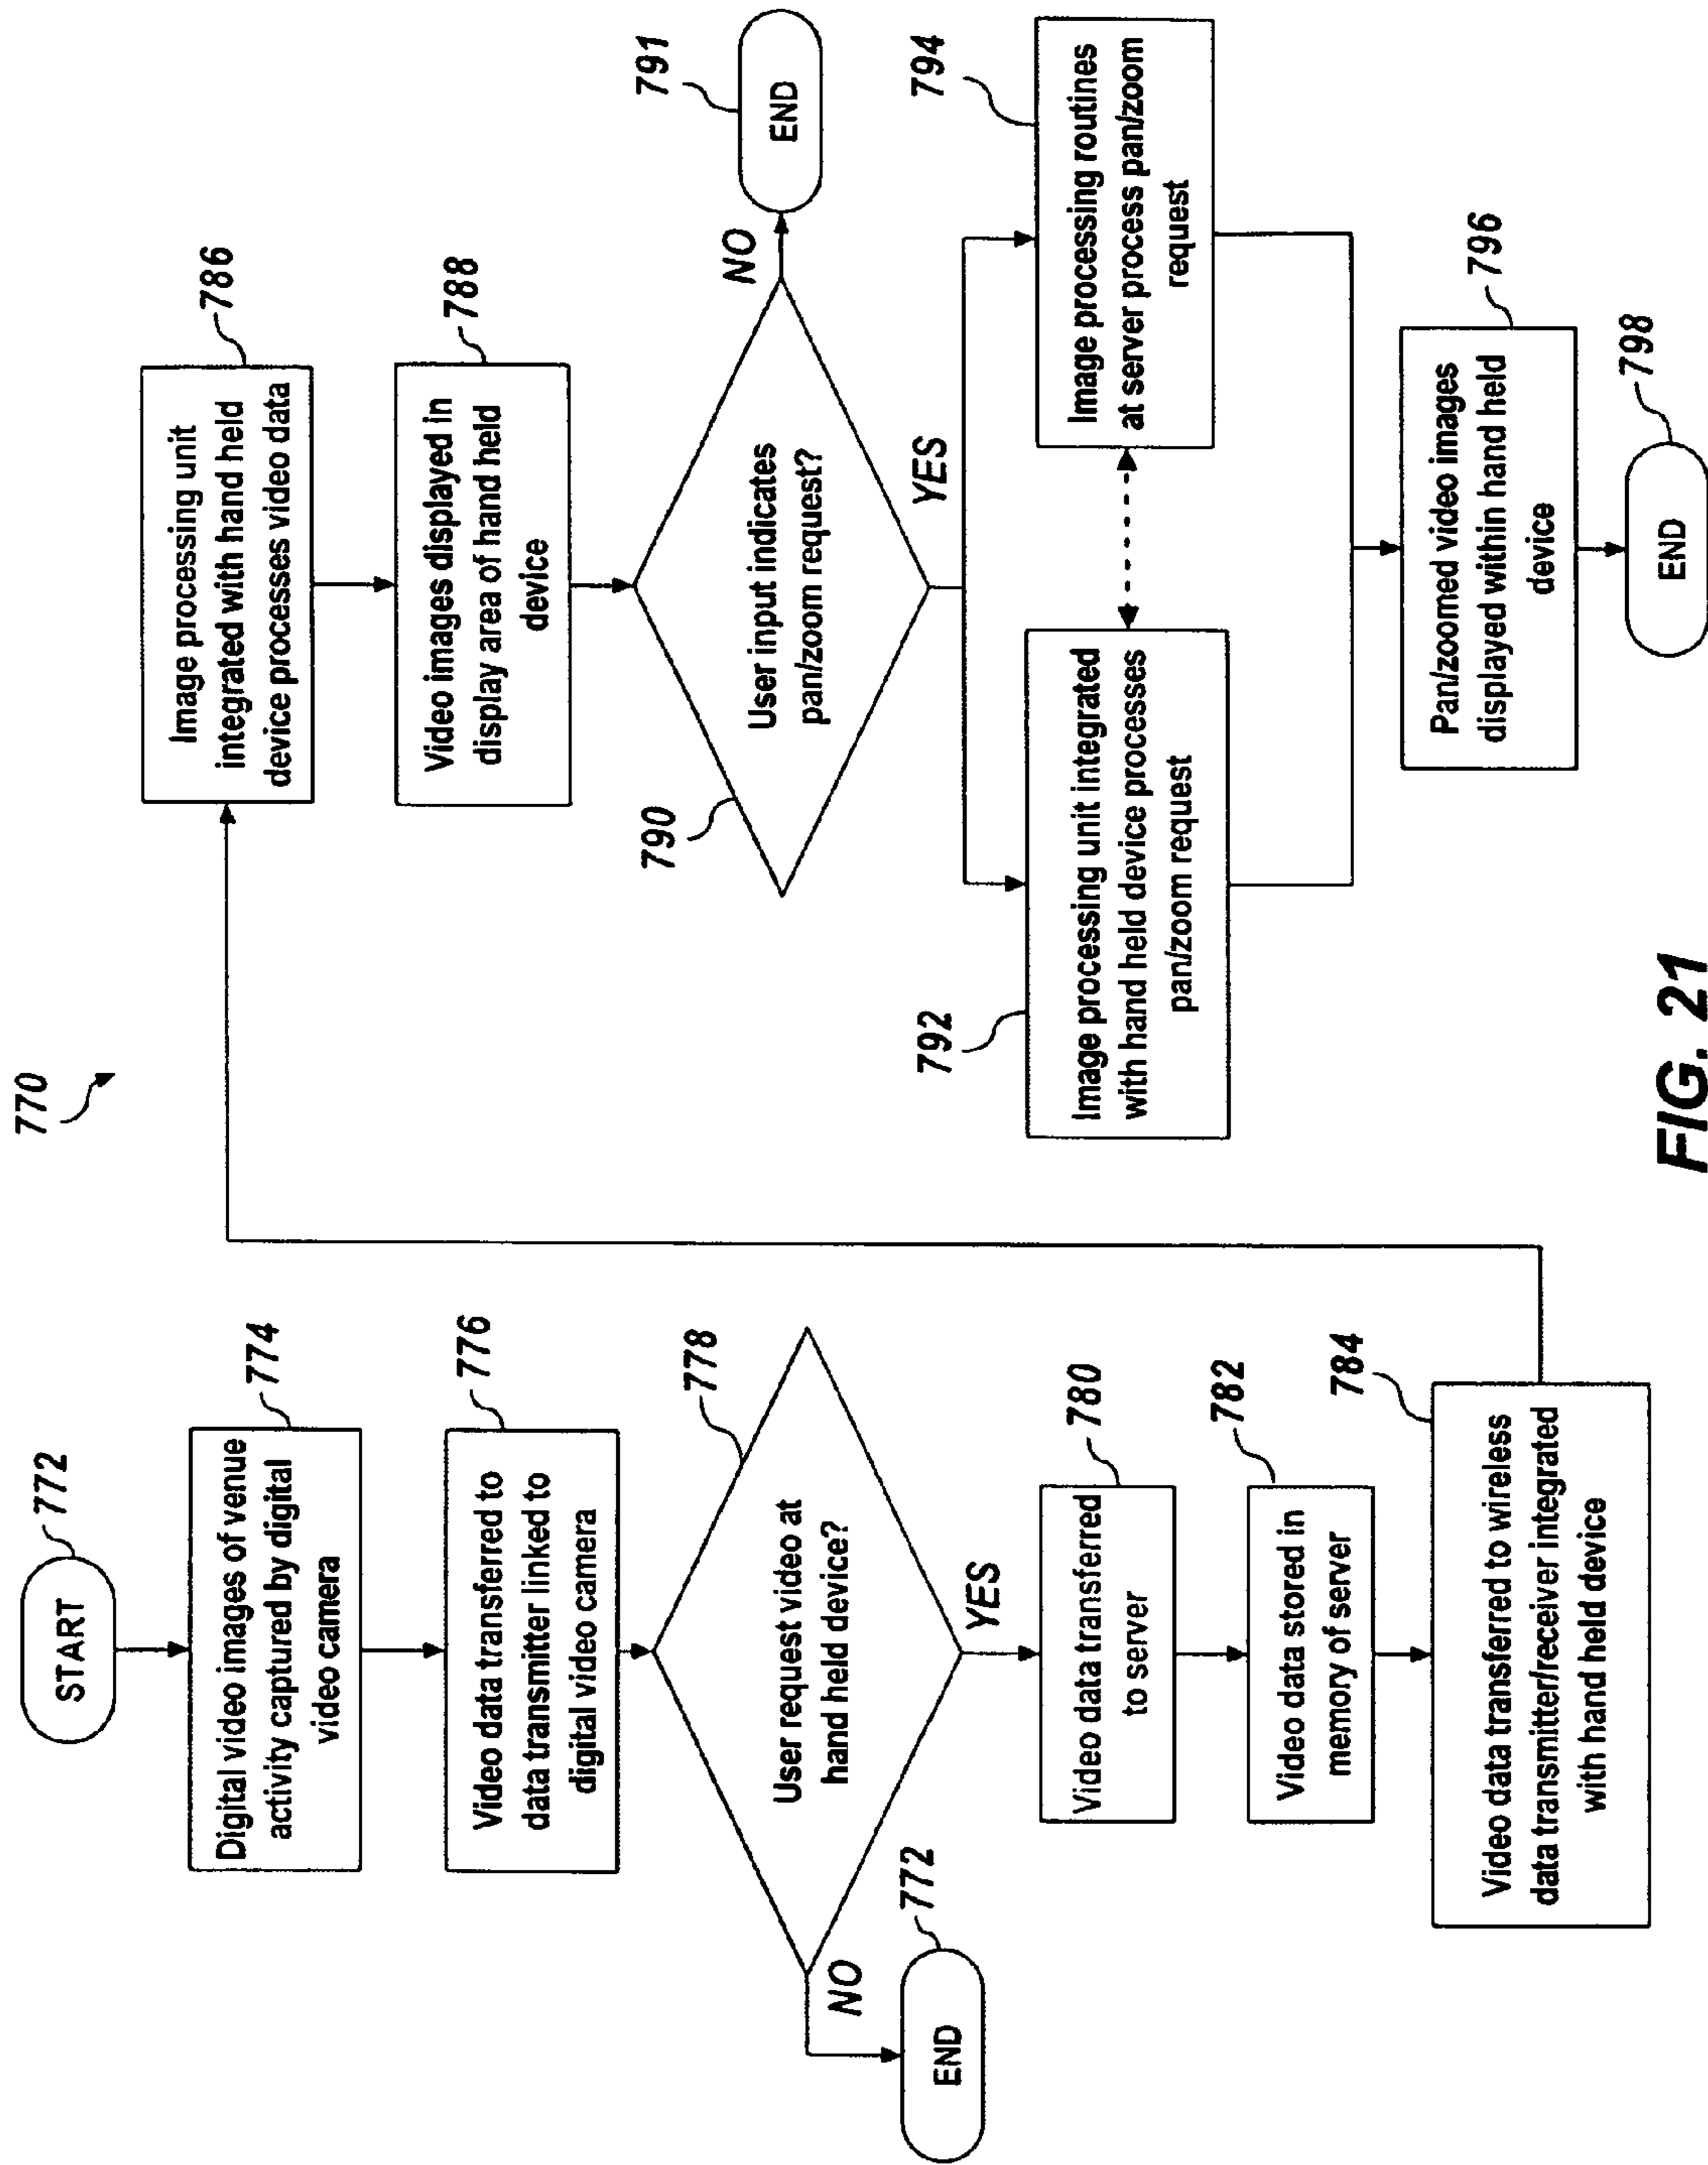 770
START
772
Digital video images of venue
activity captured by digital
video camera
774
Video data transferred to
data transmitter linked to
digital video camera
776
User request video at
hand held device?
778
NO
END
772
YES
Video data transferred
to server
780
Video data stored in
memory of server
782
Video data transferred to wireless
data transmitter/receiver integrated
with hand held device
784
Image processing unit
integrated with hand held
device processes video data
786
Video images displayed in
display area of hand held
device
788
User input indicates
pan/zoom request?
790
NO
END
791
YES
Image processing unit integrated
with hand held device processes
pan/zoom request
792
Image processing routines
at server process pan/zoom
request
794
Pan/zoomed video images
displayed within hand held
device
796
END
798
FIG. 21